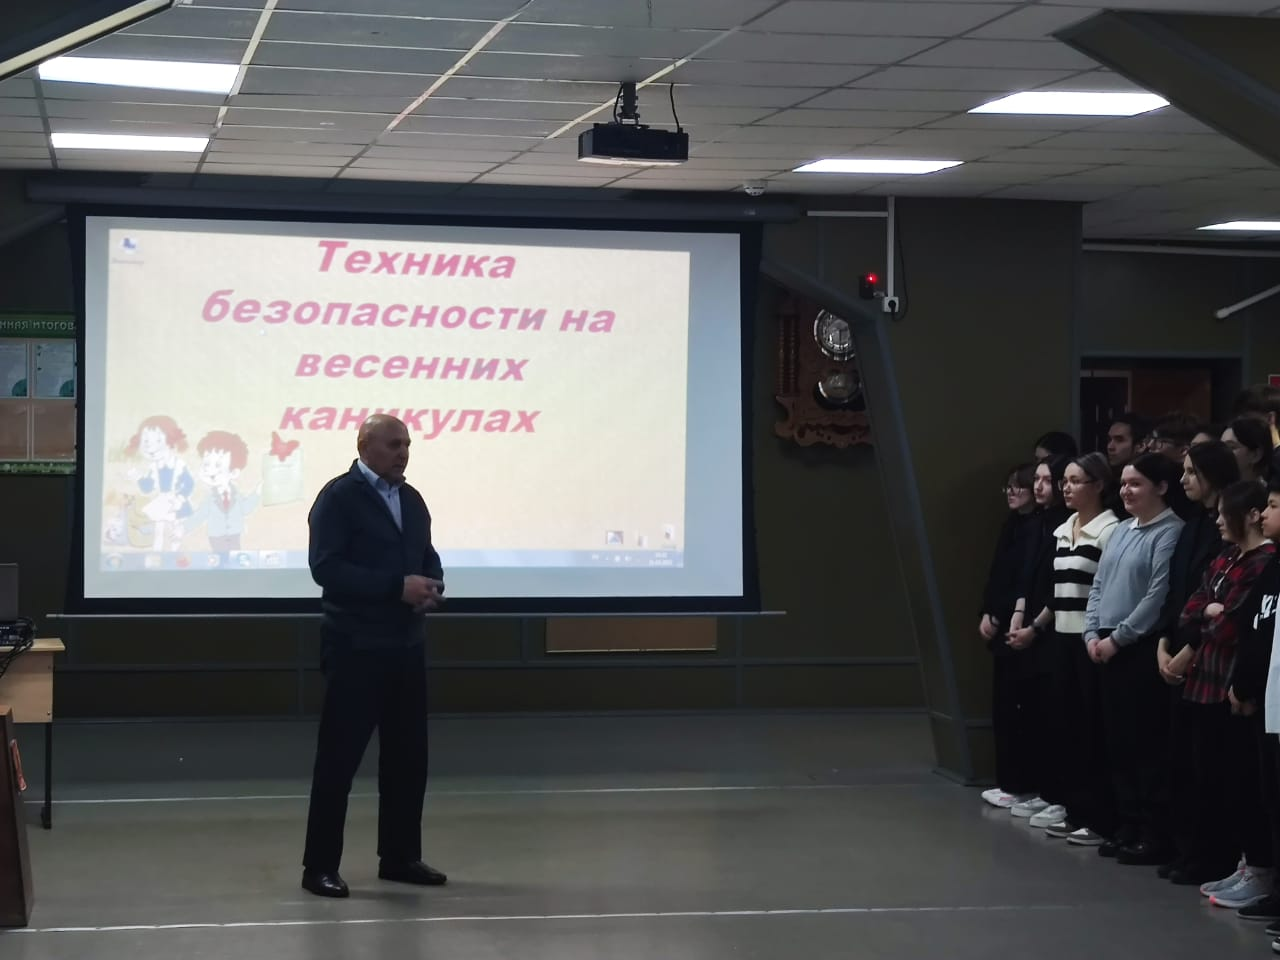 Техника
безопасности на
весенних
каникулах